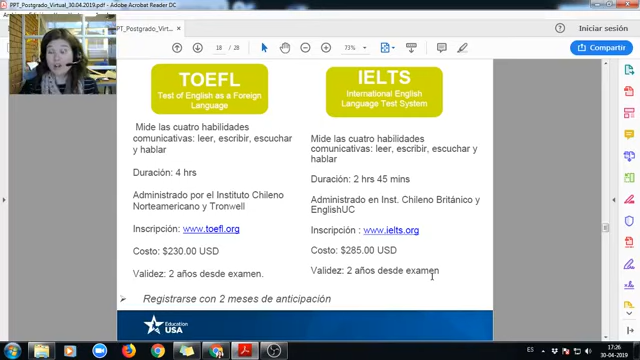 PPT_Postgrado_Virtual_30.04.2019.pdf - Adobe Acrobat Reader DC
PPT_Postgrado_Virt...
Iniciar sesión
18 / 28
73%
Compartir
TOEFL
Test of English as a Foreign
Language
Mide las cuatro habilidades
comunicativas: leer, escribir, escuchar
y hablar
Duración: 4 hrs
Administrado por el Instituto Chileno
Norteamericano y Tronwell
Inscripción: www.toefl.org
Costo: $230.00 USD
Validez: 2 años desde examen.
IELTS
International English
Language Test System
Mide las cuatro habilidades
comunicativas: leer, escribir, escuchar y
hablar
Duración: 2 hrs 45 mins
Administrado en Inst. Chileno Británico y
EnglishUC
Inscripción : www.ielts.org
Costo: $285.00 USD
Validez: 2 años desde examen
Registrarse con 2 meses de anticipación
Education
USA
ES
17:26